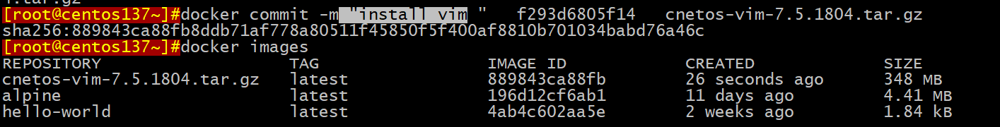 4.tar.gz
[root@centos137~]#docker commit -m "install vim "   f293d6805f14   cnetos-vim-7.5.1804.tar.gz
sha256:889843ca88fb8ddb71af778a80511f45850f5f400af8810b701034babd76a46c
[root@centos137~]#docker images
REPOSITORY                   TAG                 IMAGE ID            CREATED             SIZE
cnetos-vim-7.5.1804.tar.gz   latest              889843ca88fb        26 seconds ago      348 MB
alpine                       latest              196d12cf6ab1        11 days ago         4.41 MB
hello-world                  latest              4ab4c602aa5e        2 weeks ago         1.84 kB